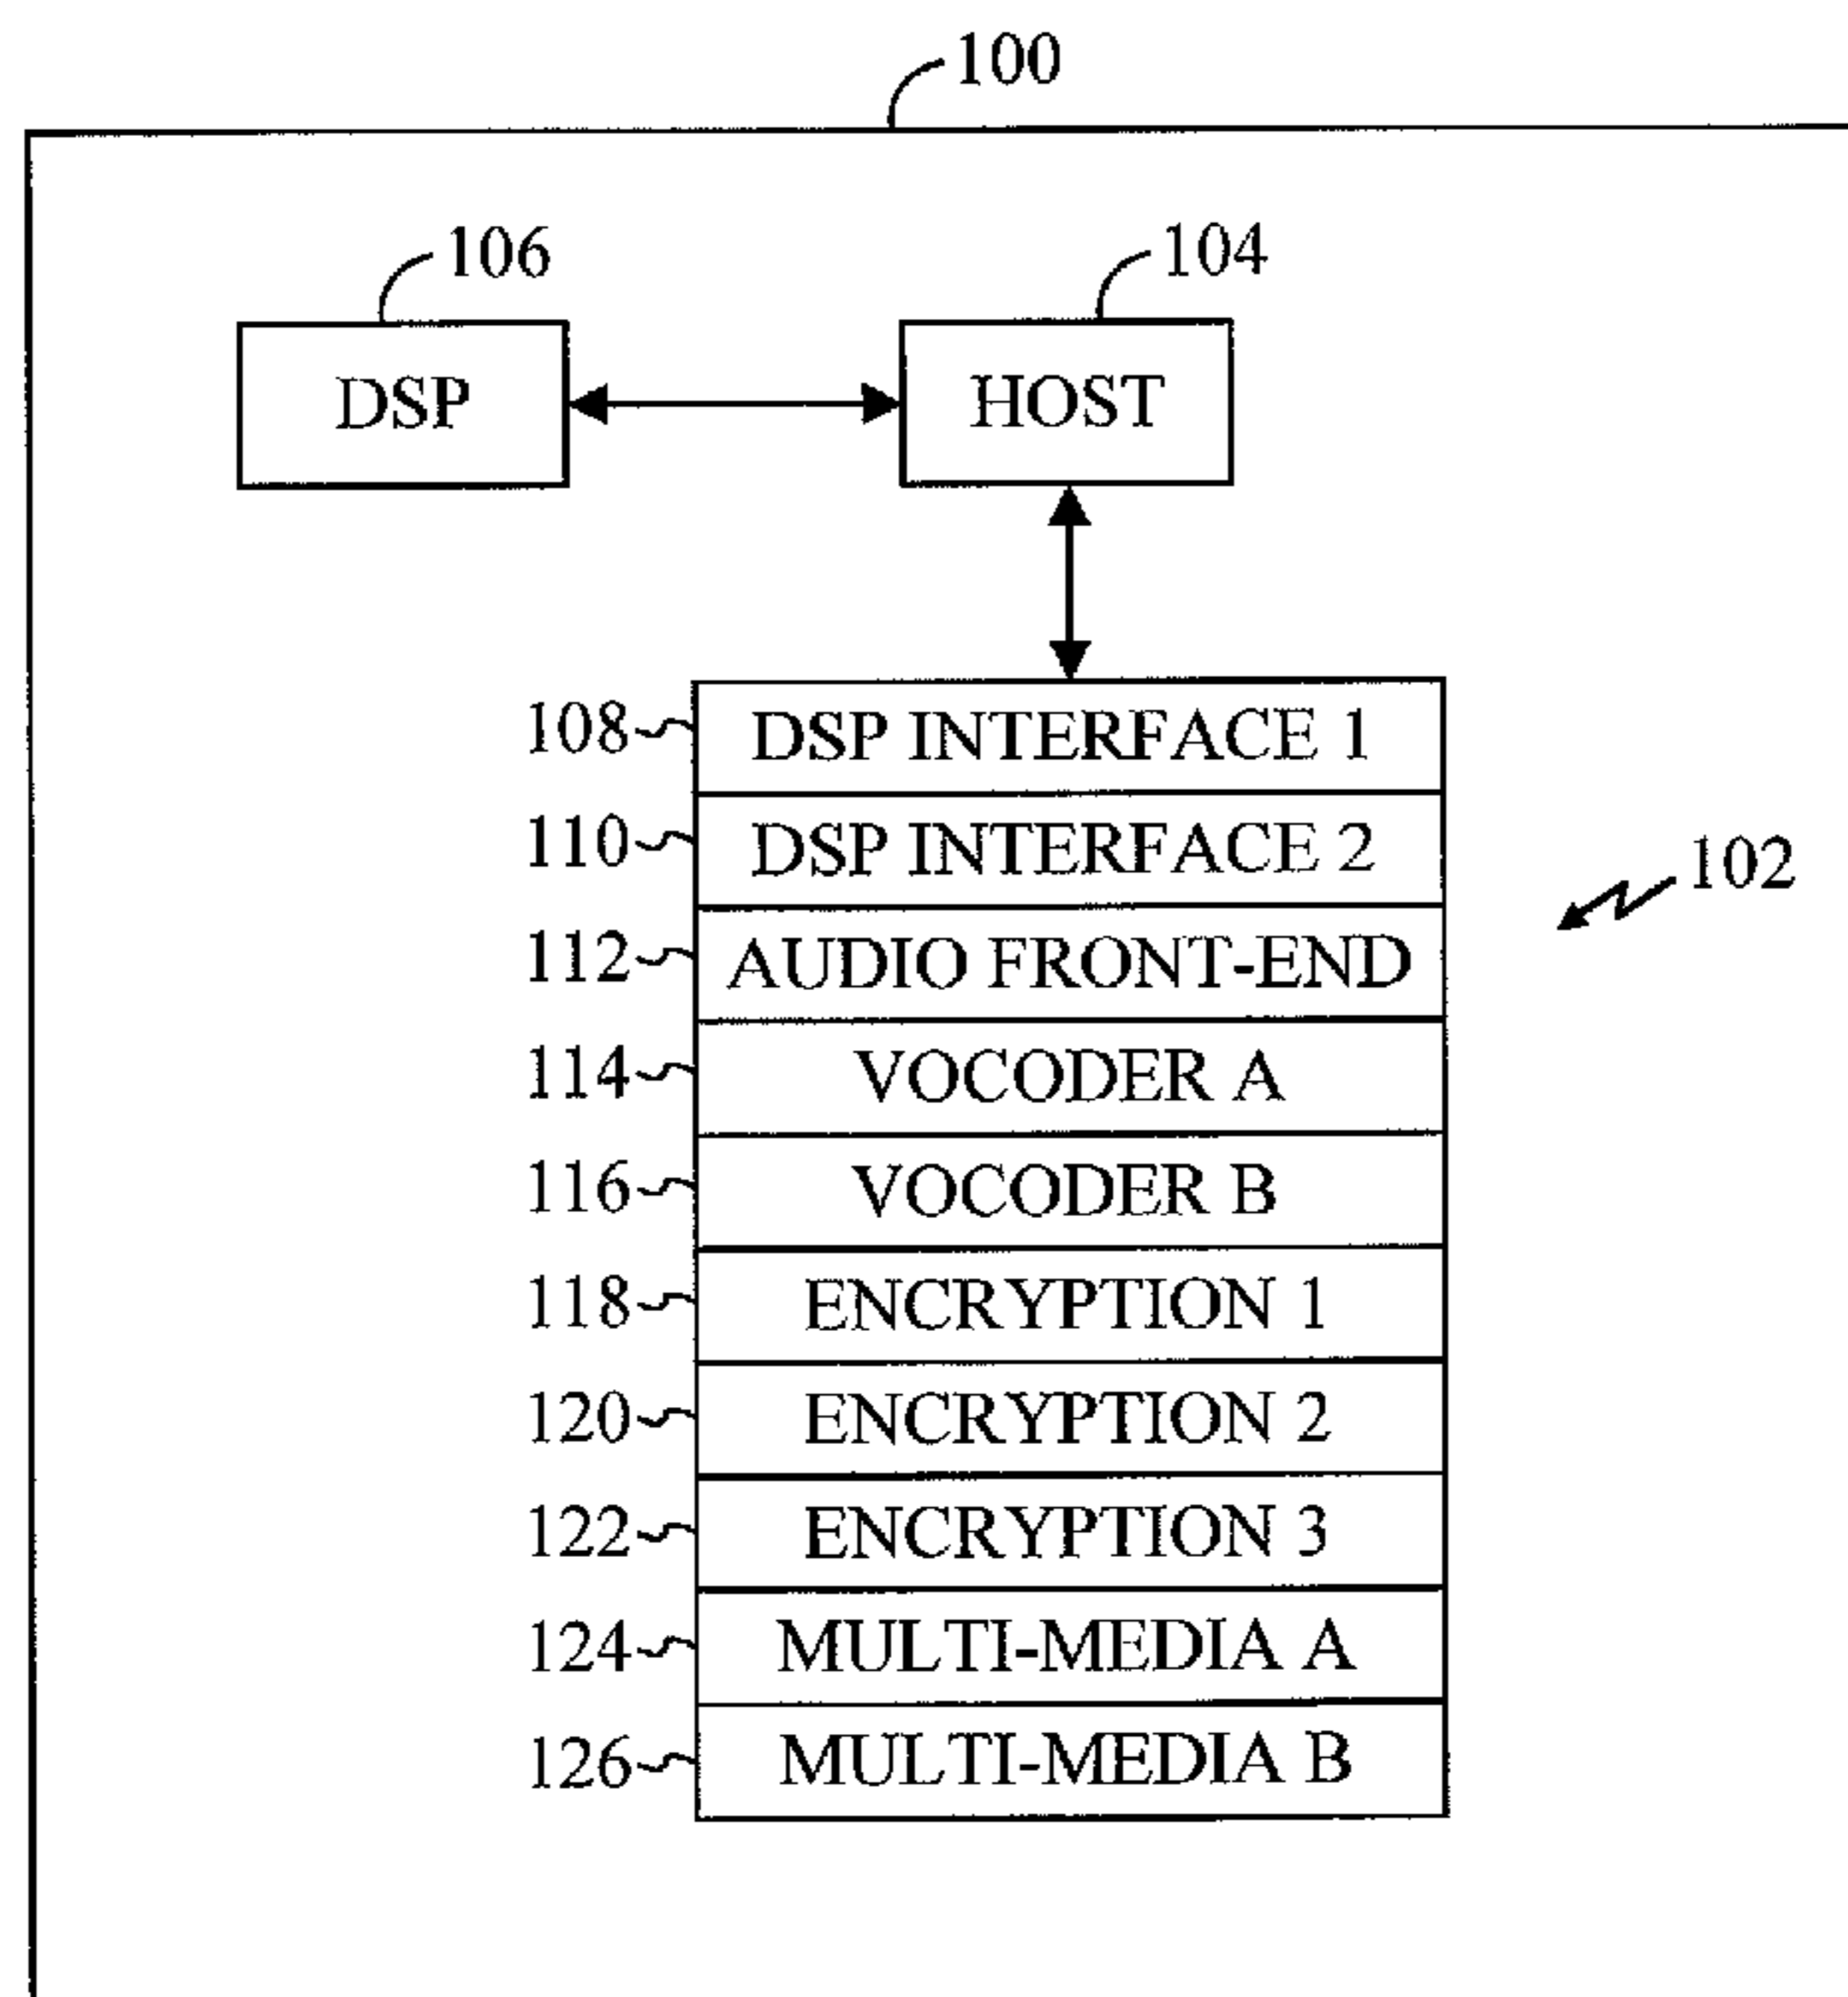 100
106
104
DSP
HOST
108 DSP INTERFACE 1
110 DSP INTERFACE 2
102
112 AUDIO FRONT-END
114 VOCODER A
116 VOCODER B
118 ENCRYPTION 1
120 ENCRYPTION 2
122 ENCRYPTION 3
124 MULTI-MEDIA A
126 MULTI-MEDIA B